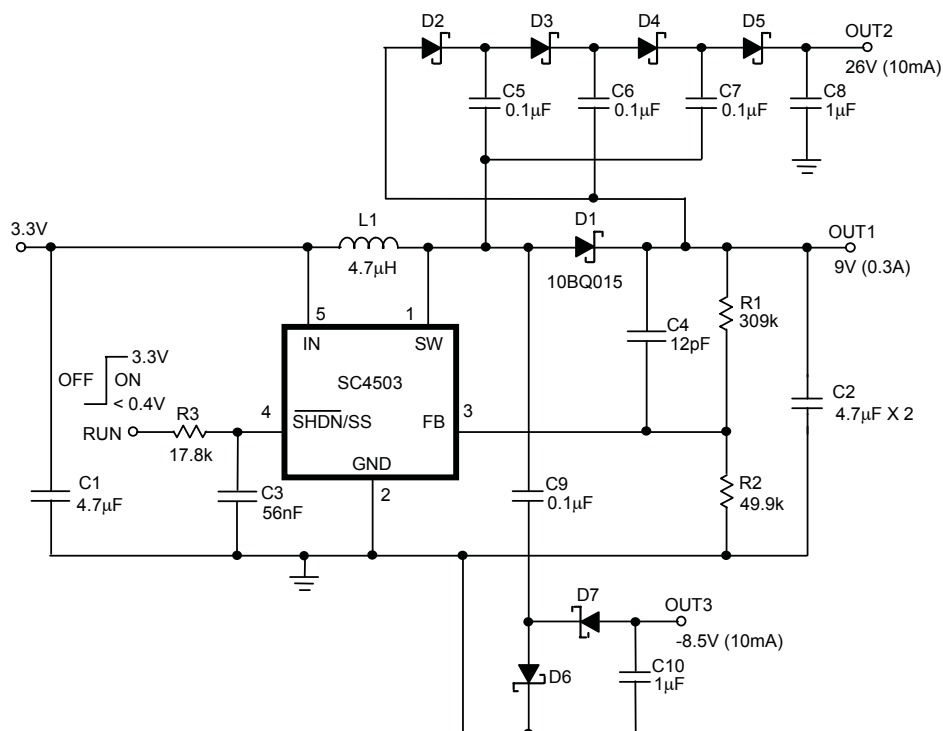 D2
D3
D4
D5
OUT2
26V (10mA)
C5
0.1μF
C6
0.1μF
C7
0.1μF
C8
1μF
3.3V
L1
4.7μH
D1
10BQ015
OUT1
9V (0.3A)
5
1
IN
SW
SC4503
C4
12pF
R1
309k
OFF
3.3V
ON
< 0.4V
RUN
R3
17.8k
4
SHDN/SS
FB
3
C2
4.7μF X 2
GND
2
C1
4.7μF
C3
56nF
C9
0.1μF
R2
49.9k
D7
OUT3
-8.5V (10mA)
D6
C10
1μF